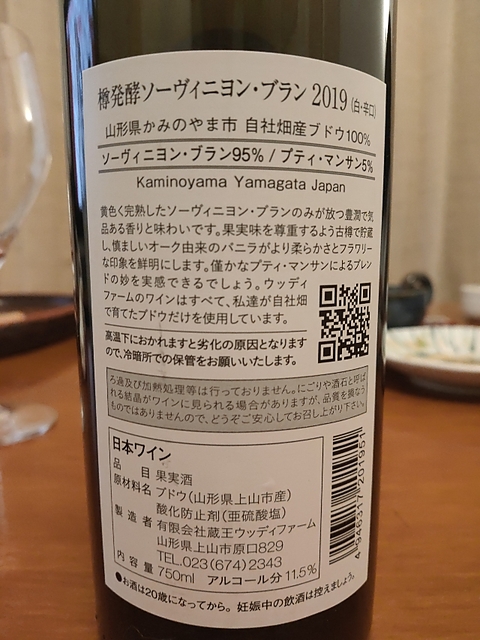 樽発酵ソーヴィニヨン・ブラン 2019 (白・辛口)
山形県かみのやま市 自社畑産ブドウ100%
ソーヴィニヨン・ブラン95% / プティ・マンサン5%
Kaminoyama Yamagata Japan
黄色く完熟したソーヴィニヨン・ブランのみが放つ豊潤で気
品ある香りと味わいです。果実味を尊重するよう古樽で貯蔵
し、慎ましいオーク由来のバニラがより柔らかさとフラワリー
な印象を鮮明にします。僅かなプティ・マンサンによるブレン
ドの妙を実感できるでしょう。ウッディ
ファームのワインはすべて、私達が自社畑
で育てたブドウだけを使用しています。
高温下におかれますと劣化の原因となります
ので、冷暗所での保管をお願いいたします。
ろ過及び加熱処理等は行っておりません。にごりや酒石と呼ば
れる結晶がワインに見られる場合がありますが、品質を損なう
ものではありませんので、どうぞご安心してお召し上がり下さい。
日本ワイン
品目 果実酒
原材料名 ブドウ(山形県上山市産)
酸化防止剤(亜硫酸塩)
製造者 有限会社蔵王ウッディファーム
山形県上山市原口829
TEL.023(674)2343
内容量 750ml アルコール分 11.5%
●お酒は20歳になってから。妊娠中の飲酒は控えましょう。
4 946317 201951